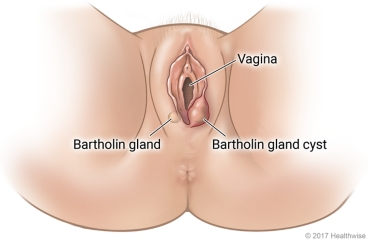 Vagina
Bartholin gland
Bartholin gland cyst
© 2017 Healthwise